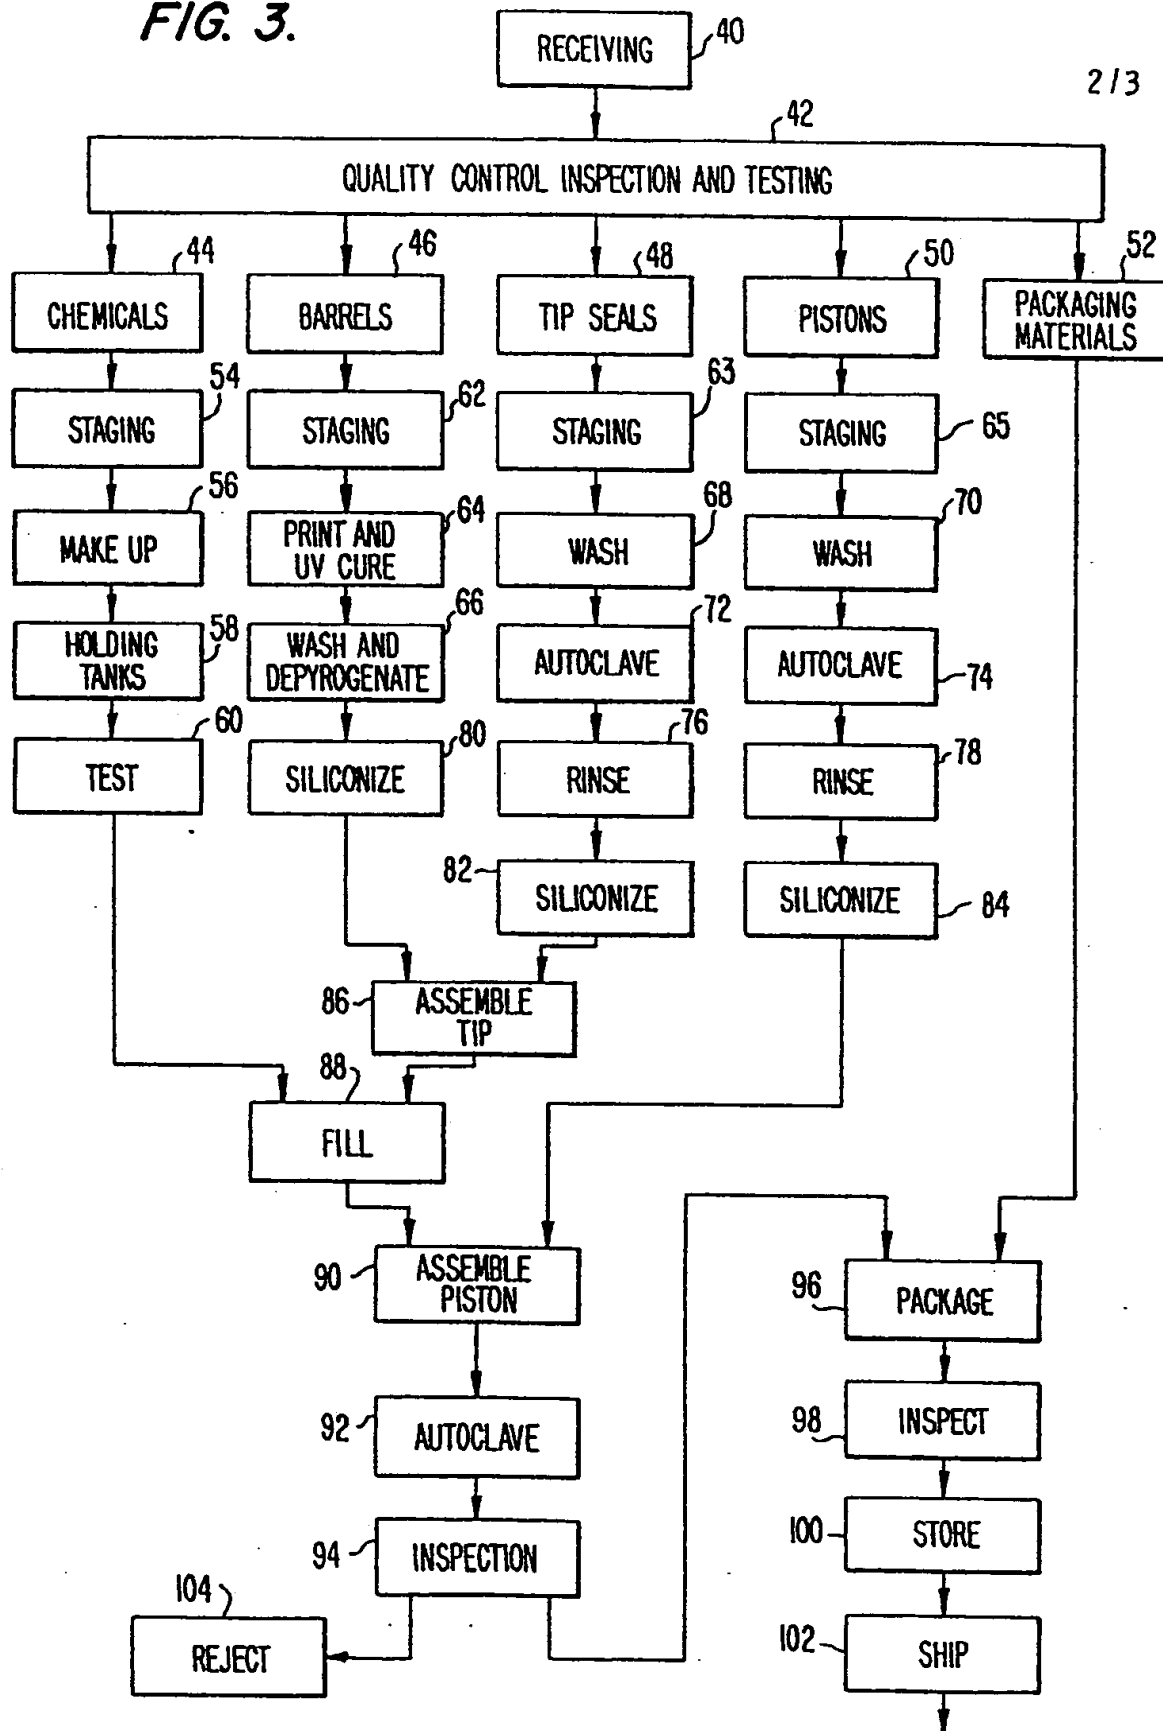 FIG. 3.
RECEIVING
40
2/3
42
QUALITY CONTROL INSPECTION AND TESTING
44
46
48
50
52
CHEMICALS
BARRELS
TIP SEALS
PISTONS
PACKAGING
MATERIALS
54
62
63
65
STAGING
STAGING
STAGING
STAGING
56
64
68
70
MAKE UP
PRINT AND
UV CURE
WASH
WASH
58
66
72
74
HOLDING
TANKS
WASH AND
DEPYROGENATE
AUTOCLAVE
AUTOCLAVE
60
80
76
78
TEST
SILICONIZE
RINSE
RINSE
82
SILICONIZE
SILICONIZE
84
86
ASSEMBLE
TIP
88
FILL
90
ASSEMBLE
PISTON
96
PACKAGE
92
AUTOCLAVE
98
INSPECT
94
INSPECTION
100
STORE
104
REJECT
102
SHIP